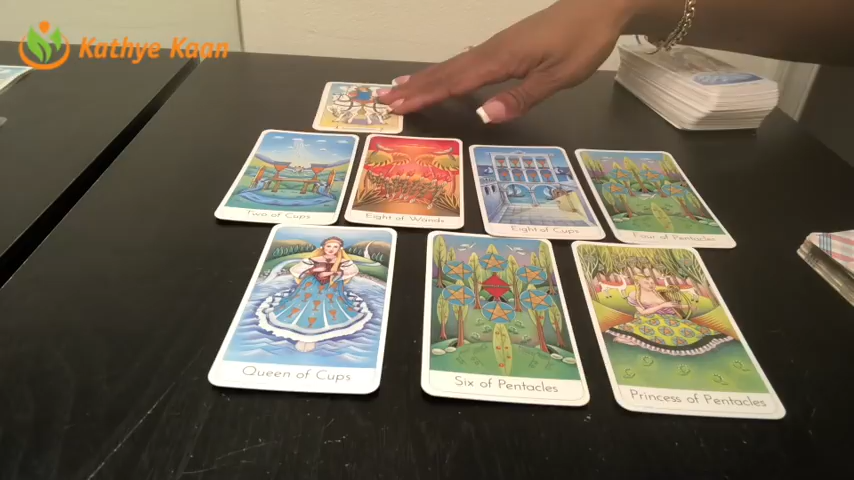 Kathye Kaan
Two of Cups
Eight of Wands
Eight of Cups
Four of Pentacles
Queen of Cups
Six of Pentacles
Princess of Pentacles